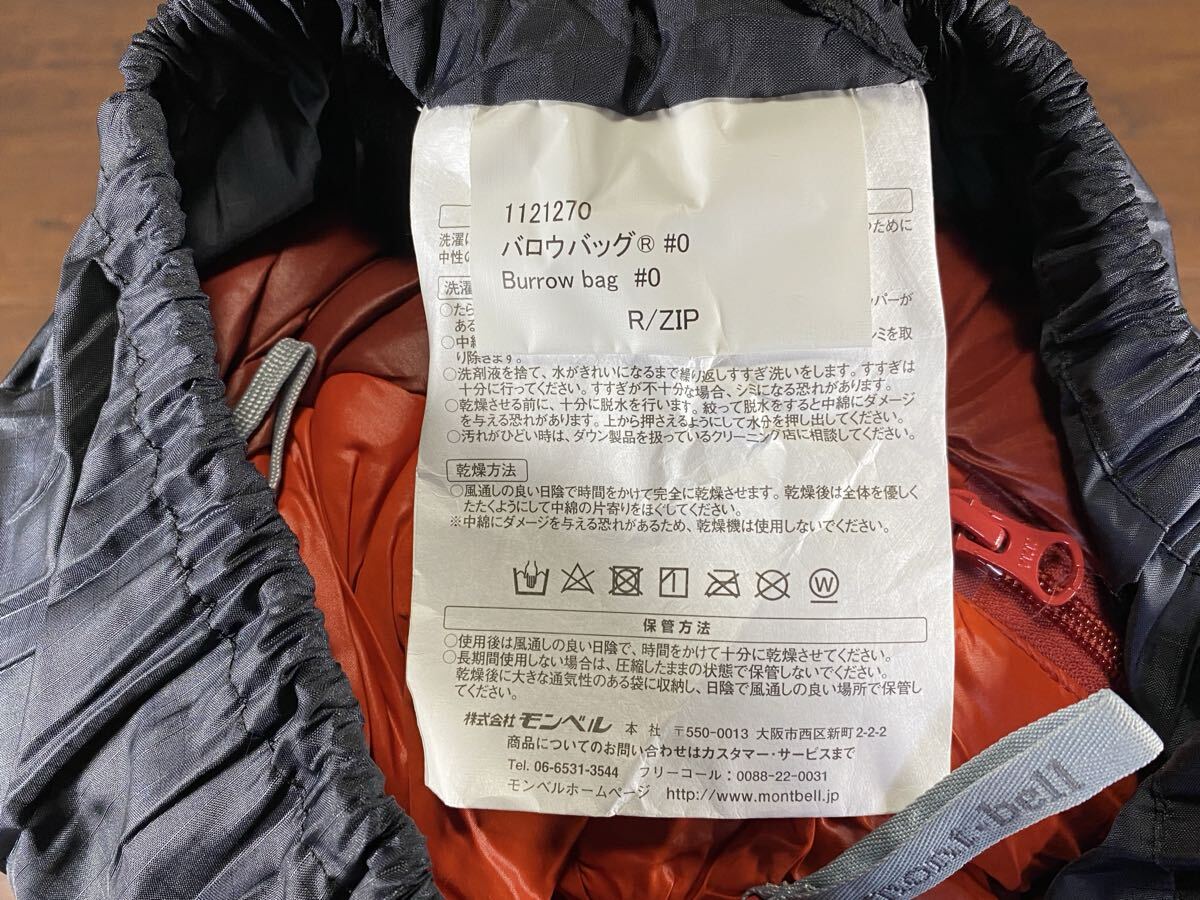 1121270
バロウバッグ® #0
Burrow bag #0
R/ZIP
洗濯
ために
中性の
洗濯
○たら
パーが
ある
○中綿
シミを取
り除きます。
○洗剤液を捨て、水がきれいになるまで繰り返しすすぎ洗いをします。すすぎは
十分に行ってください。すすぎが不十分な場合、シミになる恐れがあります。
○乾燥させる前に、十分に脱水を行います。絞って脱水をすると中綿にダメージ
を与える恐れがあります。上から押さえるようにして水分を押し出してください。
○汚れがひどい時は、ダウン製品を扱っているクリーニング店に相談してください。
乾燥方法
○風通しの良い日陰で時間をかけて完全に乾燥させます。乾燥後は全体を優しく
たたくようにして中綿の片寄りをほぐしてください。
※中綿にダメージを与える恐れがあるため、乾燥機は使用しないでください。
W
保管方法
○使用後は風通しの良い日陰で、時間をかけて十分に乾燥させてください。
○長期間使用しない場合は、圧縮したままの状態で保管しないでください。
乾燥後に大きな通気性のある袋に収納し、日陰で風通しの良い場所で保管し
てください。
株式会社 モンベル 本 社 〒550-0013 大阪市西区新町2-2-2
商品についてのお問い合わせはカスタマー・サービスまで
Tel. 06-6531-3544 フリーコール:0088-22-0031
モンベルホームページ http://www.montbell.jp
mont-bell